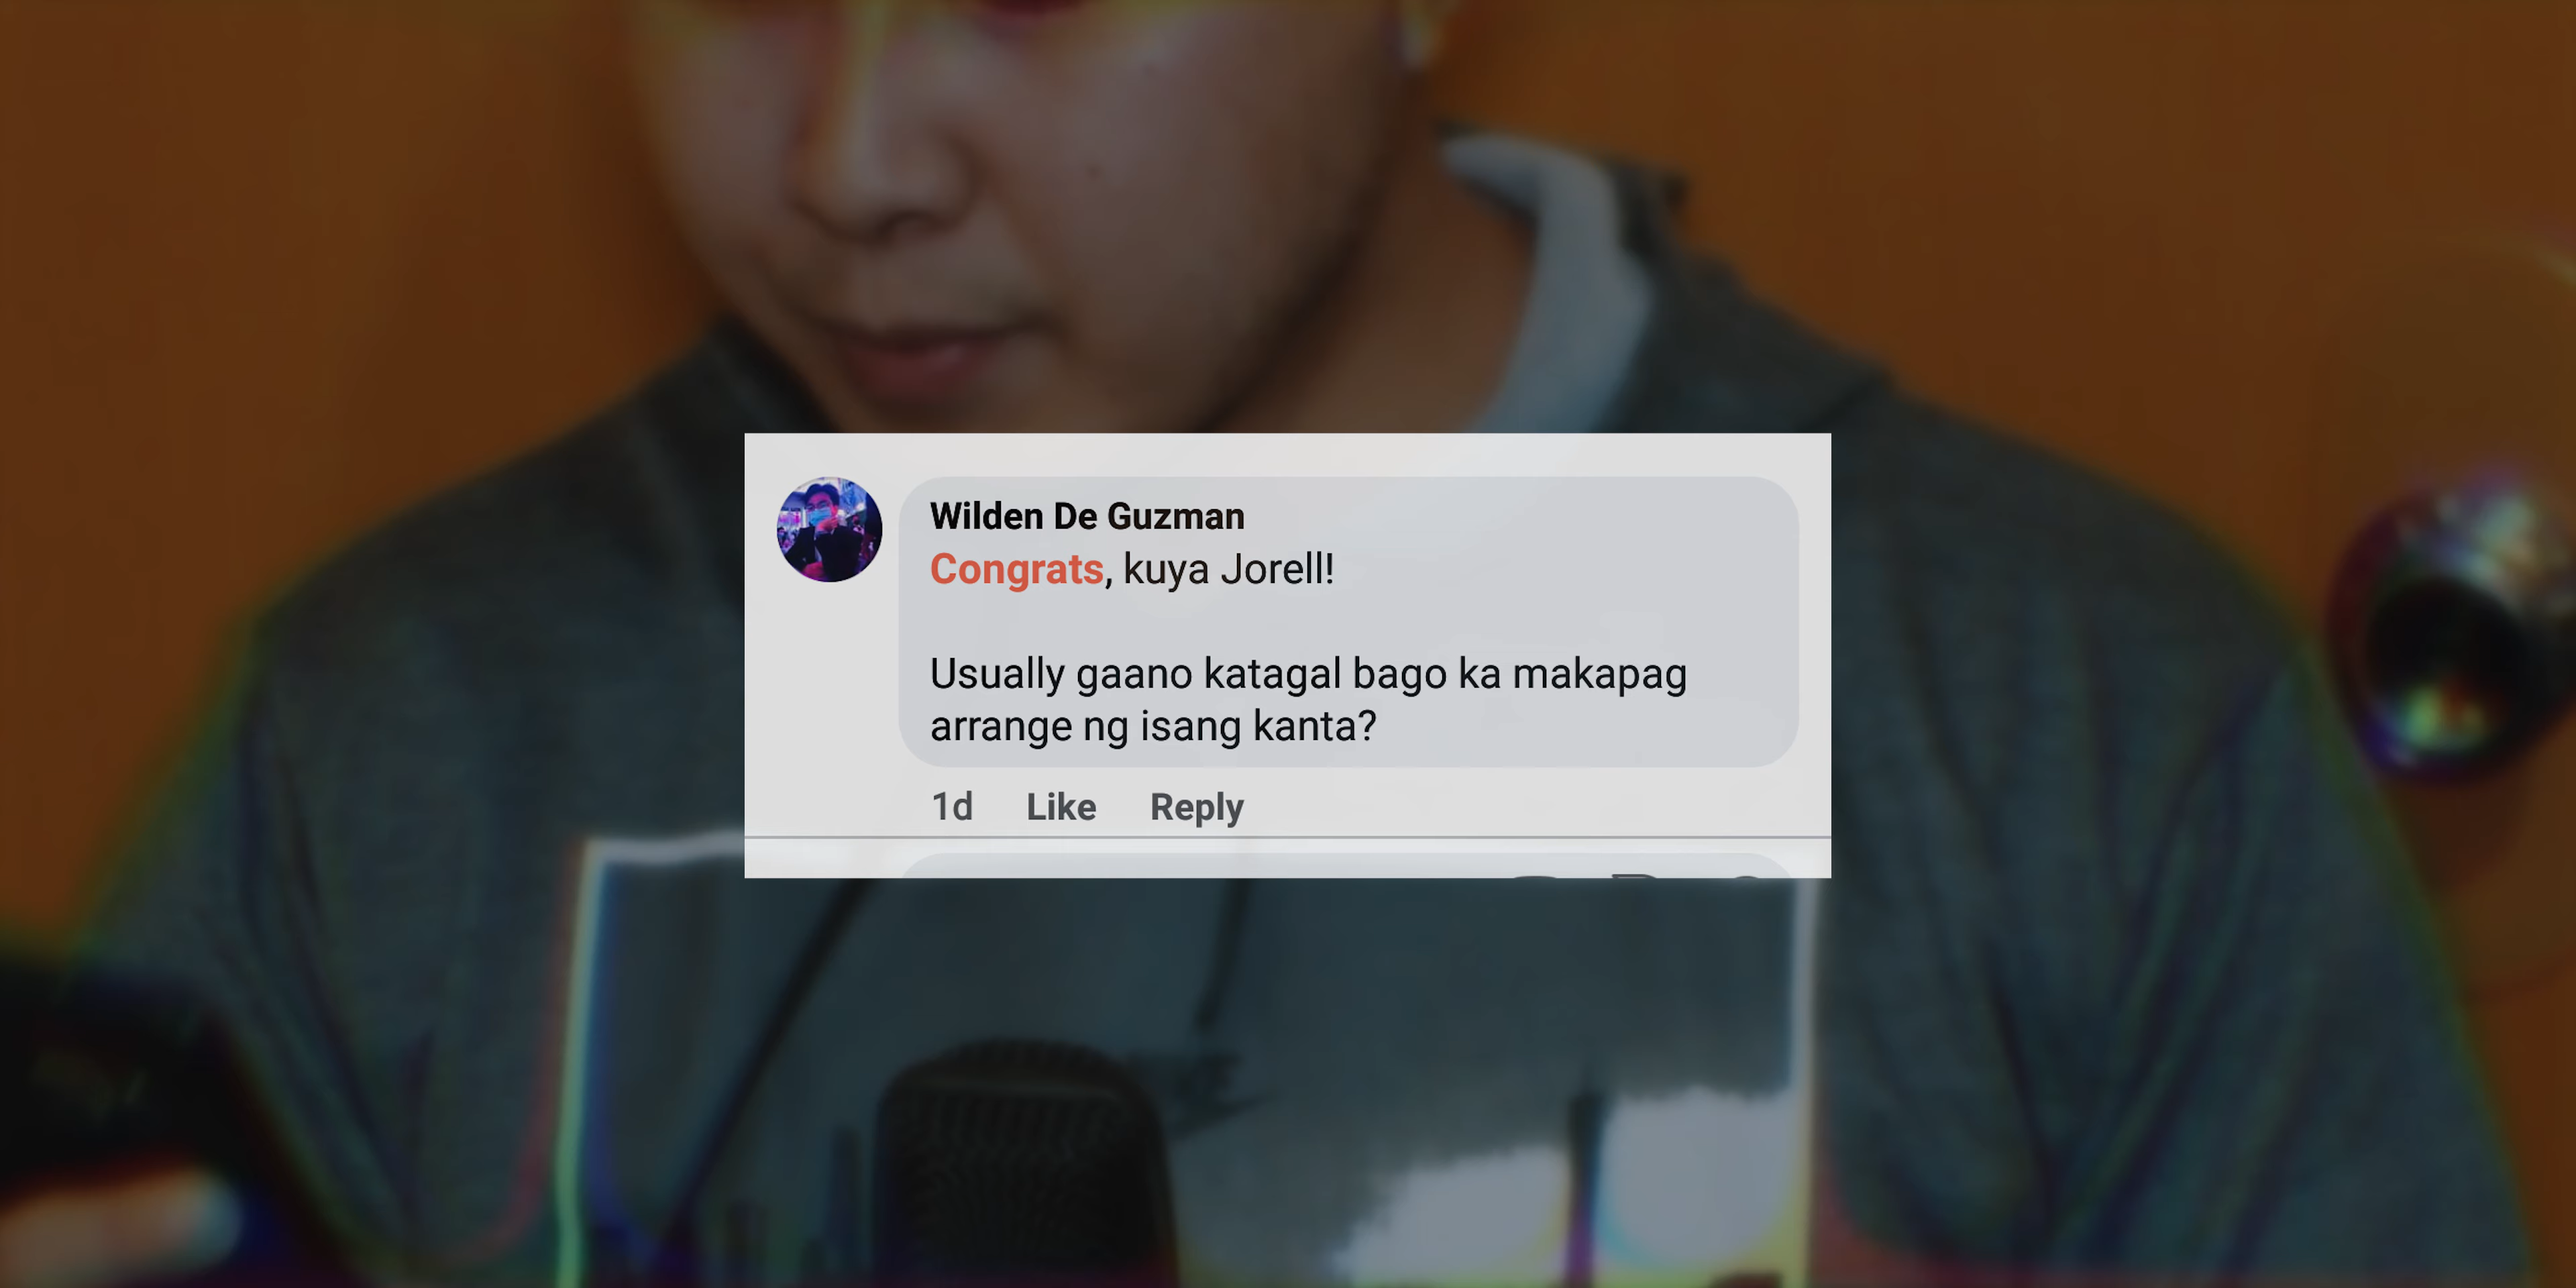 Wilden De Guzman
Congrats, kuya Jorell!
Usually gaano katagal bago ka makapag
arrange ng isang kanta?
1d Like Reply